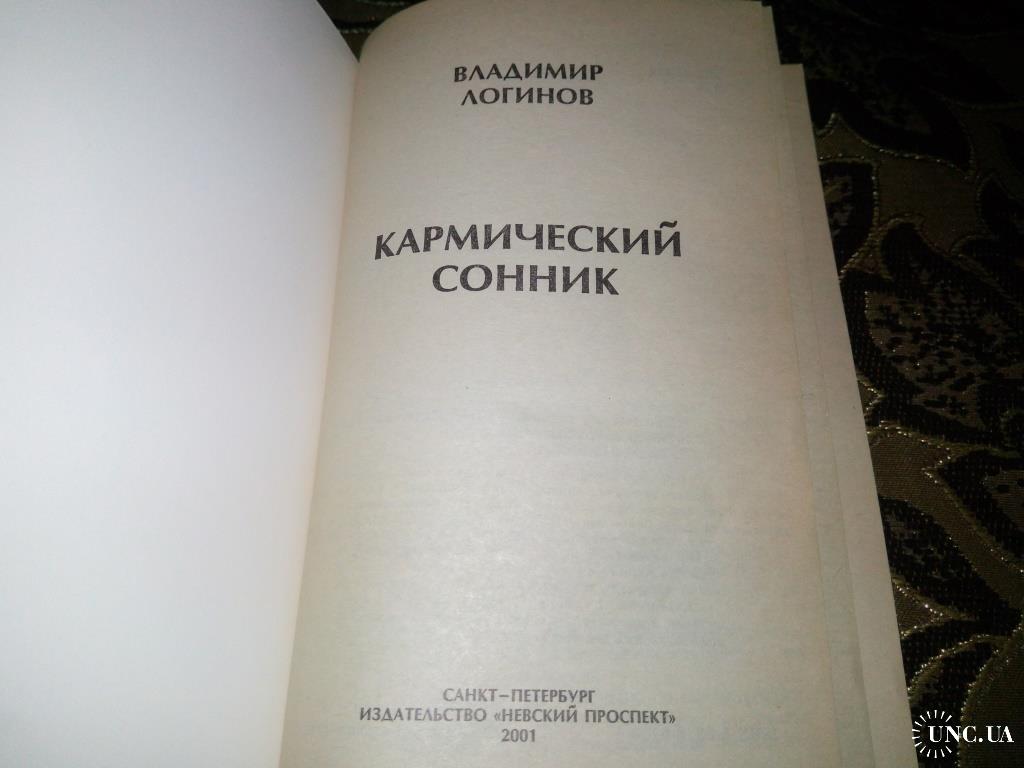 ВЛАДИМИР
ЛОГИНОВ
КАРМИЧЕСКИЙ
СОННИК
САНКТ-ПЕТЕРБУРГ
ИЗДАТЕЛЬСТВО «НЕВСКИЙ ПРОСПЕКТ»
2001
UNC.UA